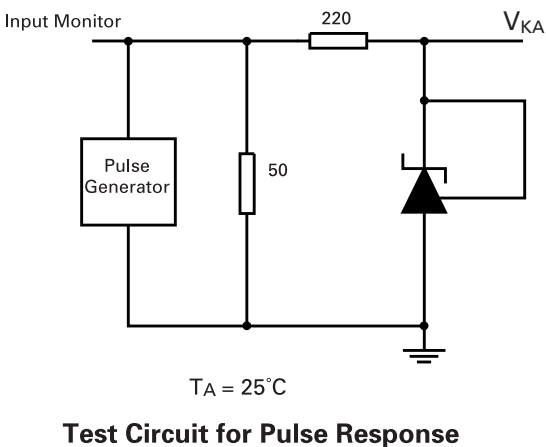 Input Monitor
220
VKA
Pulse
Generator
50
TA = 25°C
Test Circuit for Pulse Response